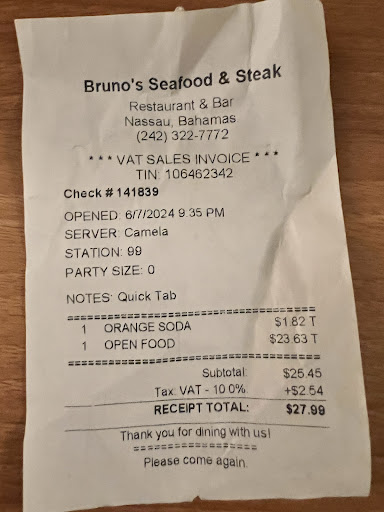 Bruno's Seafood & Steak
Restaurant & Bar
Nassau, Bahamas
(242) 322-7772
* * * VAT SALES INVOICE * * *
TIN: 106462342
Check # 141839
OPENED: 6/7/2024 9:35 PM
SERVER: Camela
STATION: 99
PARTY SIZE: 0
NOTES: Quick Tab
==============================
1 ORANGE SODA $1.82 T
1 OPEN FOOD $23.63 T
==============================
Subtotal: $25.45
Tax: VAT - 10.0% +$2.54
RECEIPT TOTAL: $27.99
Thank you for dining with us!
==================
Please come again.